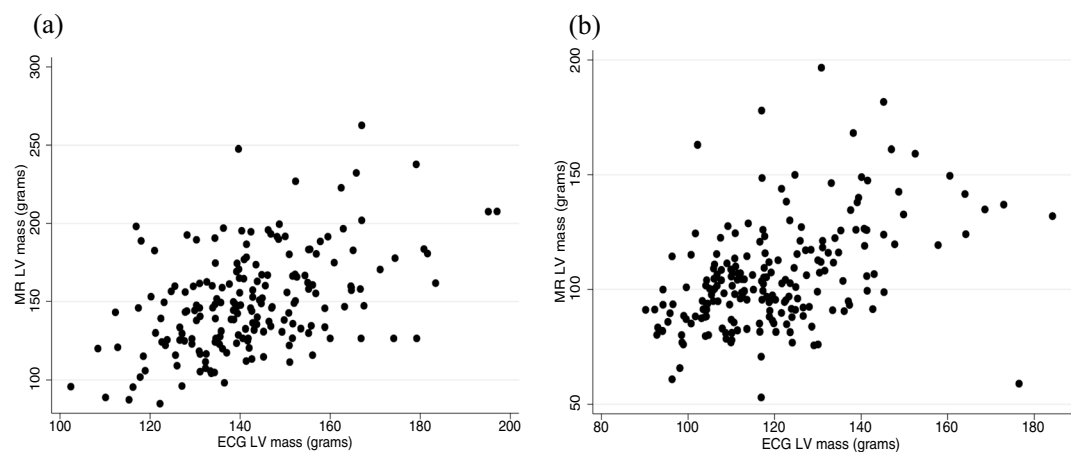 (a)
MR LV mass (grams)
300
250
200
150
100
100 120 140 160 180 200
ECG LV mass (grams)
(b)
MR LV mass (grams)
200
150
100
50
80 100 120 140 160 180
ECG LV mass (grams)